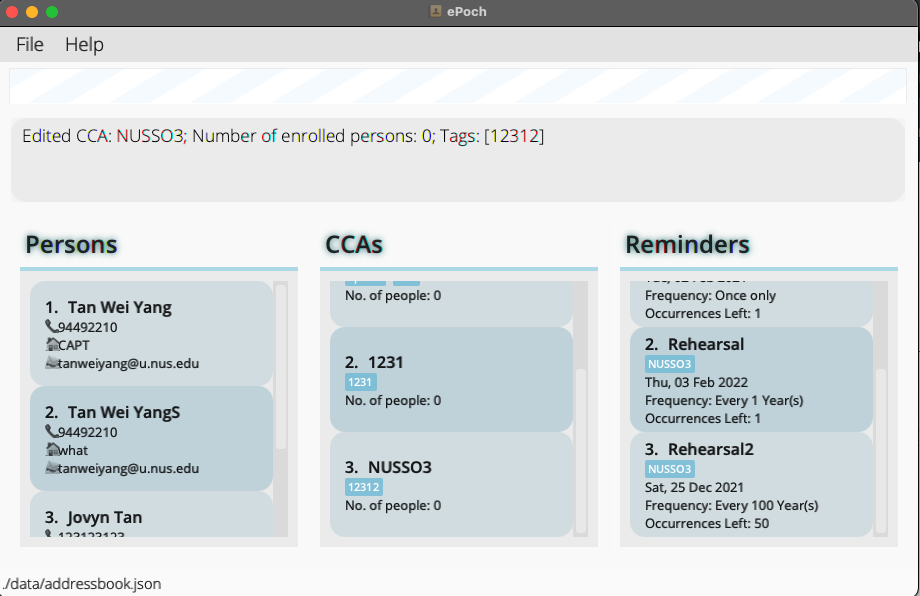 ePoch
File Help
Edited CCA: NUSSO3; Number of enrolled persons: 0; Tags: [12312]
Persons
1. Tan Wei Yang
94492210
CAPT
tanweiyang@u.nus.edu
2. Tan Wei YangS
94492210
what
tanweiyang@u.nus.edu
3. Jovyn Tan
CCAs
No. of people: 0
2. 1231
1231
No. of people: 0
3. NUSSO3
12312
No. of people: 0
Reminders
Frequency: Once only
Occurrences Left: 1
2. Rehearsal
NUSSO3
Thu, 03 Feb 2022
Frequency: Every 1 Year(s)
Occurrences Left: 1
3. Rehearsal2
NUSSO3
Sat, 25 Dec 2021
Frequency: Every 100 Year(s)
Occurrences Left: 50
./data/addressbook.json